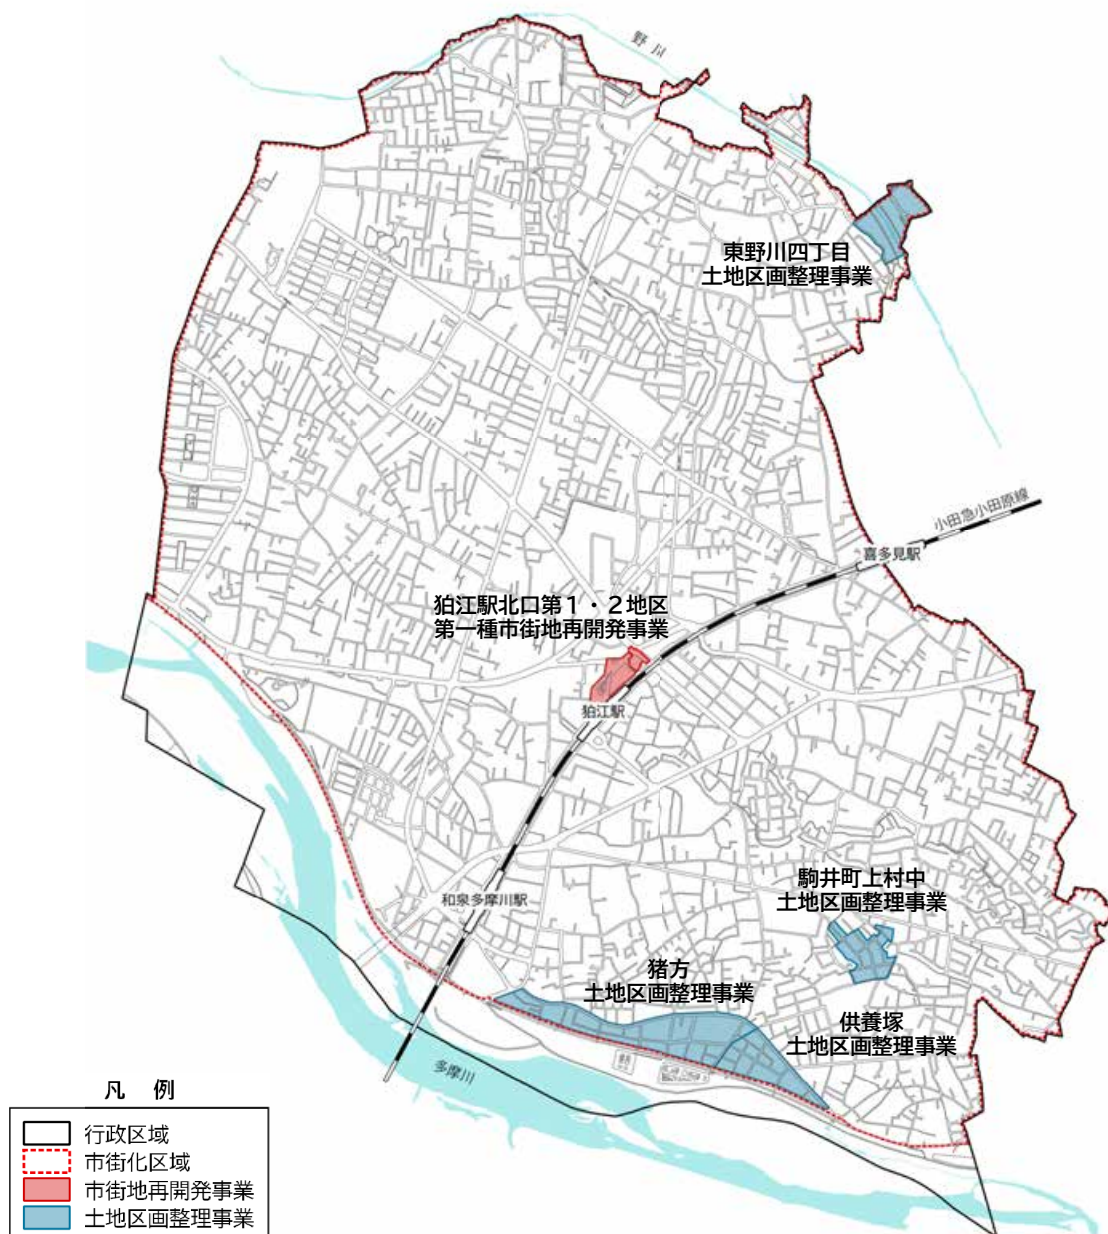 野川
東野川四丁目
土地区画整理事業
小田急小田原線
喜多見駅
狛江駅北口第1・2地区
第一種市街地再開発事業
狛江駅
駒井町上村中
土地区画整理事業
和泉多摩川駅
猪方
土地区画整理事業
供養塚
土地区画整理事業
多摩川
凡 例
行政区域
市街化区域
市街地再開発事業
土地区画整理事業